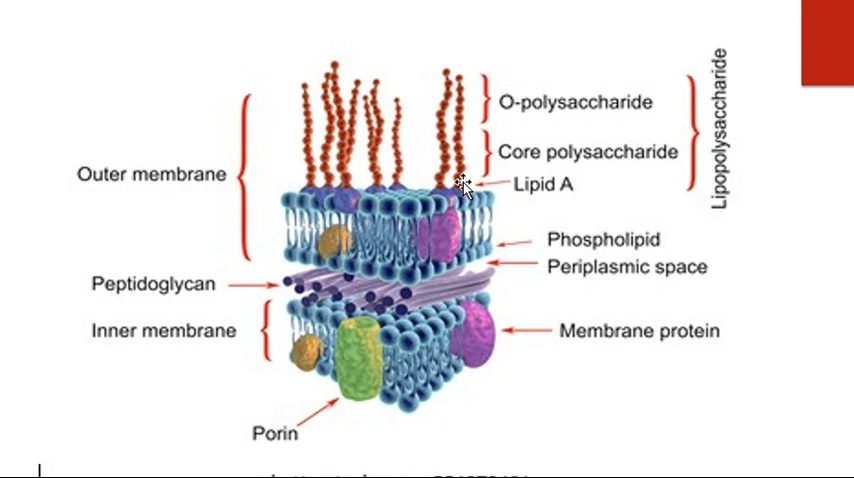 O-polysaccharide
Core polysaccharide
Lipopolysaccharide
Outer membrane
Lipid A
Phospholipid
Periplasmic space
Peptidoglycan
Inner membrane
Membrane protein
Porin